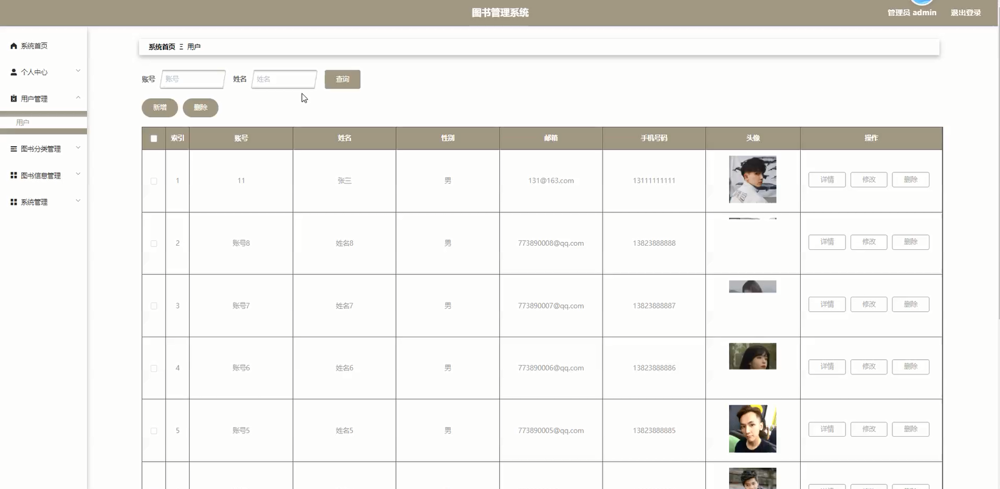 图书管理系统
管理员 admin 退出登录
系统首页
个人中心
用户管理
用户
图书分类管理
图书信息管理
系统管理
系统首页 Ξ 用户
账号 账号 姓名 姓名 查询
新增 删除
索引 账号 姓名 性别 邮箱 手机号码 头像 操作
1 11 张三 男 131@163.com 13111111111 详情 修改 删除
2 账号8 姓名8 男 773890008@qq.com 13823888888 详情 修改 删除
3 账号7 姓名7 男 773890007@qq.com 13823888887 详情 修改 删除
4 账号6 姓名6 男 773890006@qq.com 13823888886 详情 修改 删除
5 账号5 姓名5 男 773890005@qq.com 13823888885 详情 修改 删除